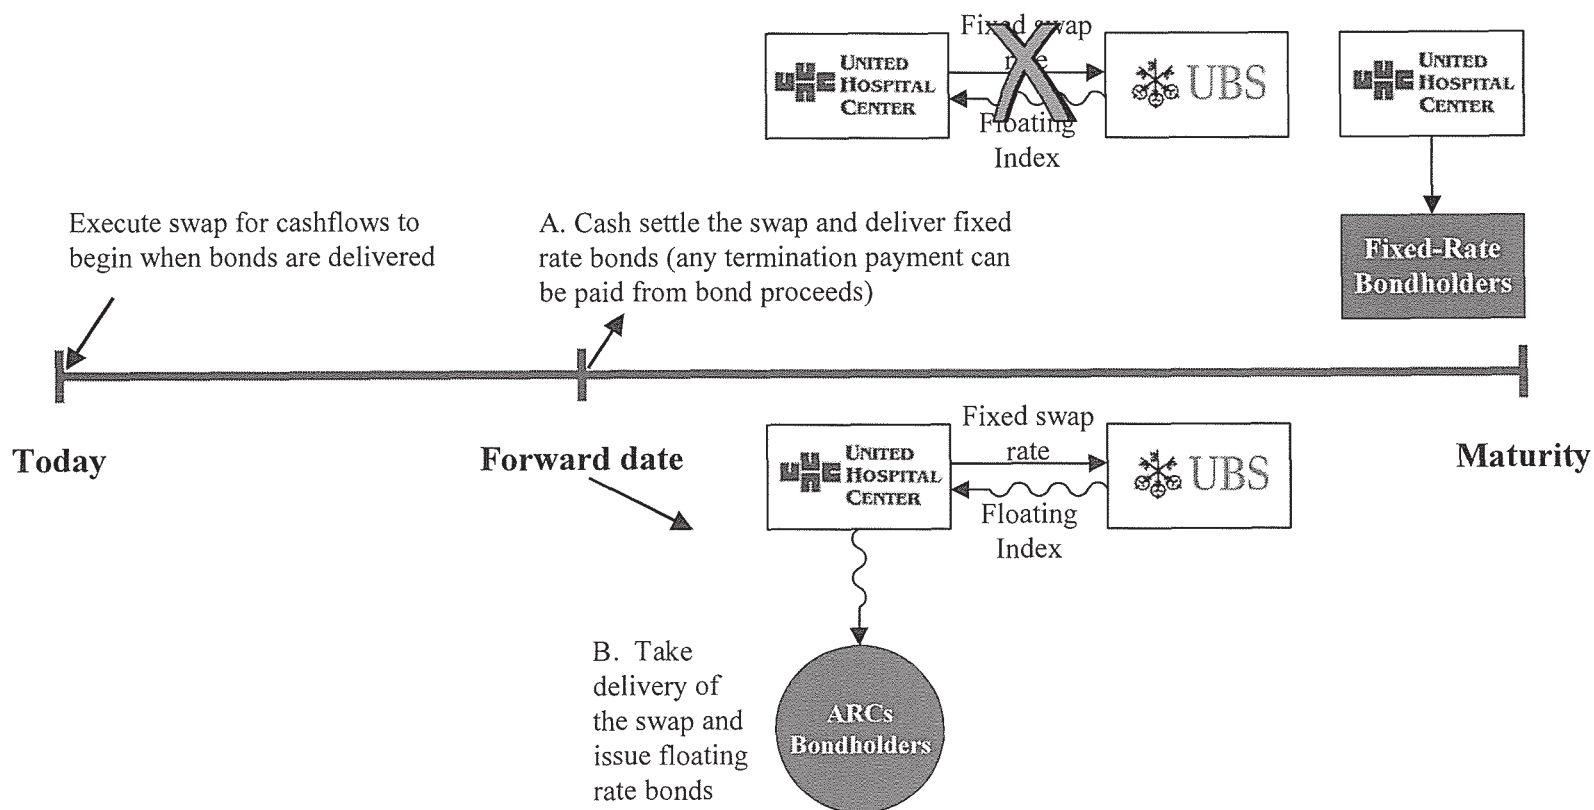 Fixed swap
rate
UNITED
HOSPITAL
CENTER
UBS
Floating
Index
UNITED
HOSPITAL
CENTER
Execute swap for cashflows to
begin when bonds are delivered
A. Cash settle the swap and deliver fixed
rate bonds (any termination payment can
be paid from bond proceeds)
Fixed-Rate
Bondholders
Today
Forward date
Maturity
Fixed swap
rate
UNITED
HOSPITAL
CENTER
UBS
Floating
Index
B. Take
delivery of
the swap and
issue floating
rate bonds
ARCs
Bondholders